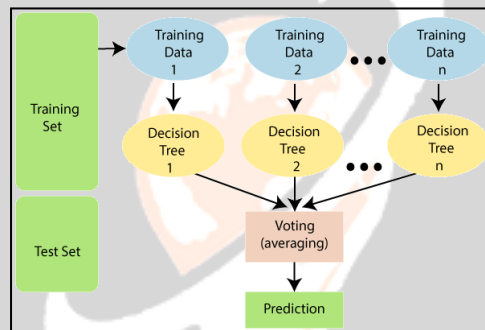 Training
Set
Training
Data
1
Training
Data
2
Training
Data
n
Decision
Tree
1
Decision
Tree
2
Decision
Tree
n
Test Set
Voting
(averaging)
Prediction